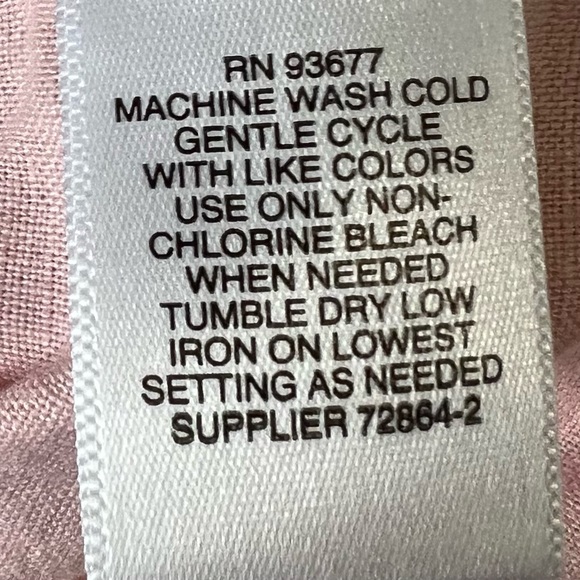 RN 93677
MACHINE WASH COLD
GENTLE CYCLE
WITH LIKE COLORS
USE ONLY NON-
CHLORINE BLEACH
WHEN NEEDED
TUMBLE DRY LOW
IRON ON LOWEST
SETTING AS NEEDED
SUPPLIER 72864-2